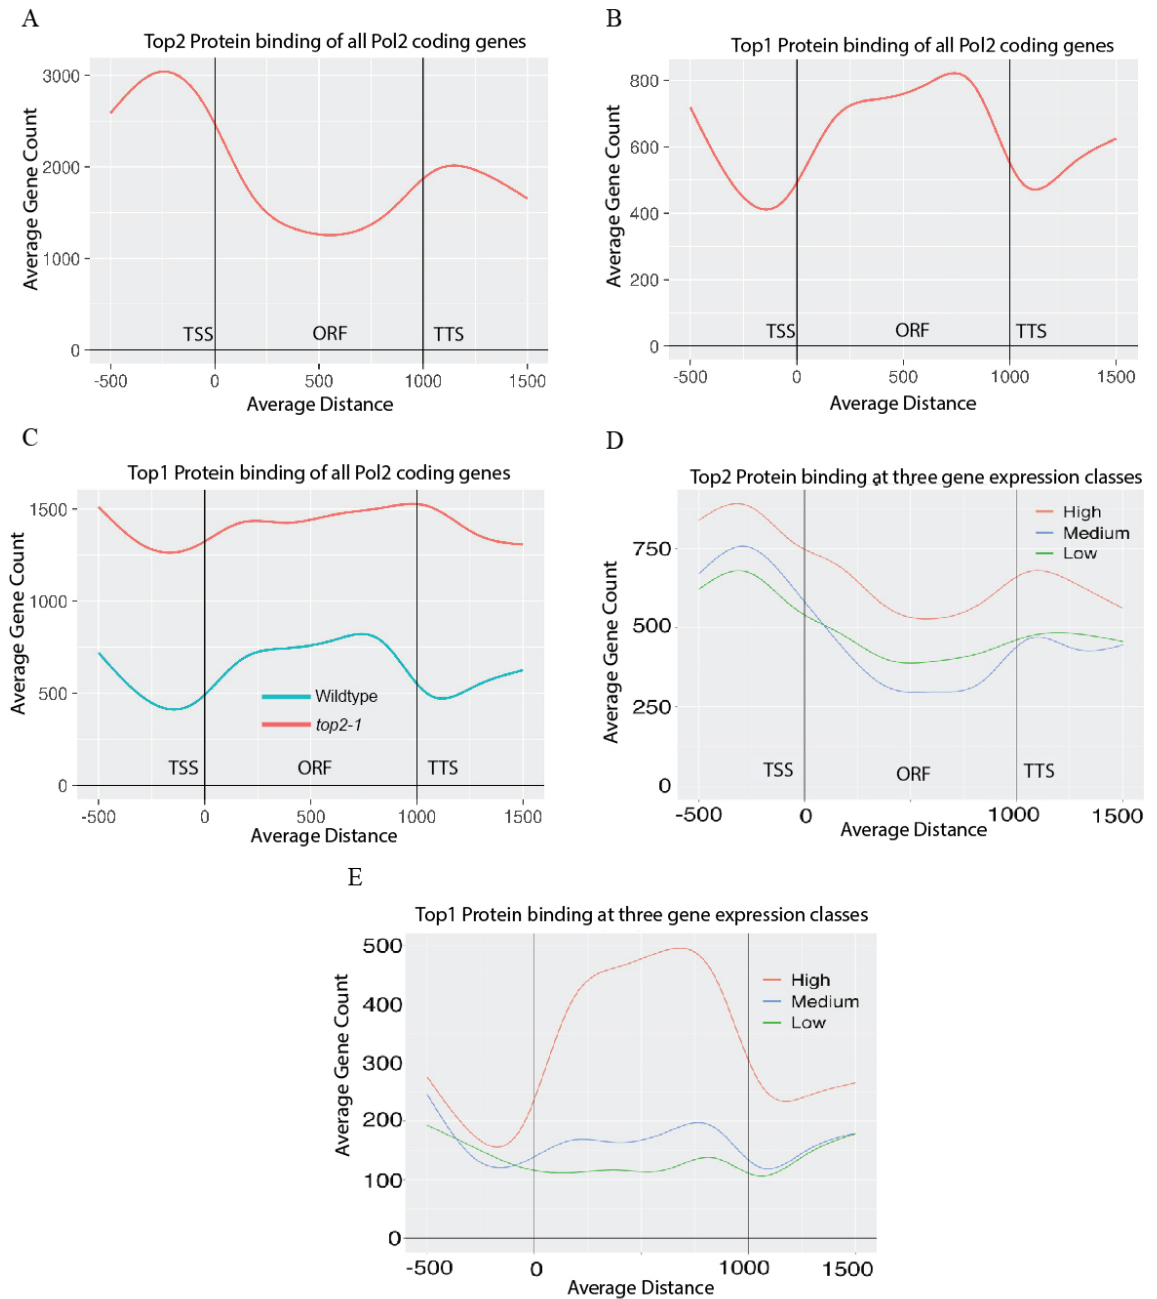 A
Top2 Protein binding of all Pol2 coding genes
Average Gene Count
3000
2000
1000
0
TSS
ORF
TTS
-500
0
500
1000
1500
Average Distance
B
Top1 Protein binding of all Pol2 coding genes
Average Gene Count
800
600
400
200
0
TSS
ORF
TTS
-500
0
500
1000
1500
Average Distance
C
Top1 Protein binding of all Pol2 coding genes
Average Gene Count
1500
1000
500
0
Wildtype
top2-1
TSS
ORF
TTS
-500
0
500
1000
1500
Average Distance
D
Top2 Protein binding at three gene expression classes
Average Gene Count
High
Medium
Low
750
500
250
0
TSS
ORF
TTS
-500
0
1000
1500
Average Distance
E
Top1 Protein binding at three gene expression classes
Average Gene Count
500
400
300
200
100
0
High
Medium
Low
-500
0
1000
1500
Average Distance